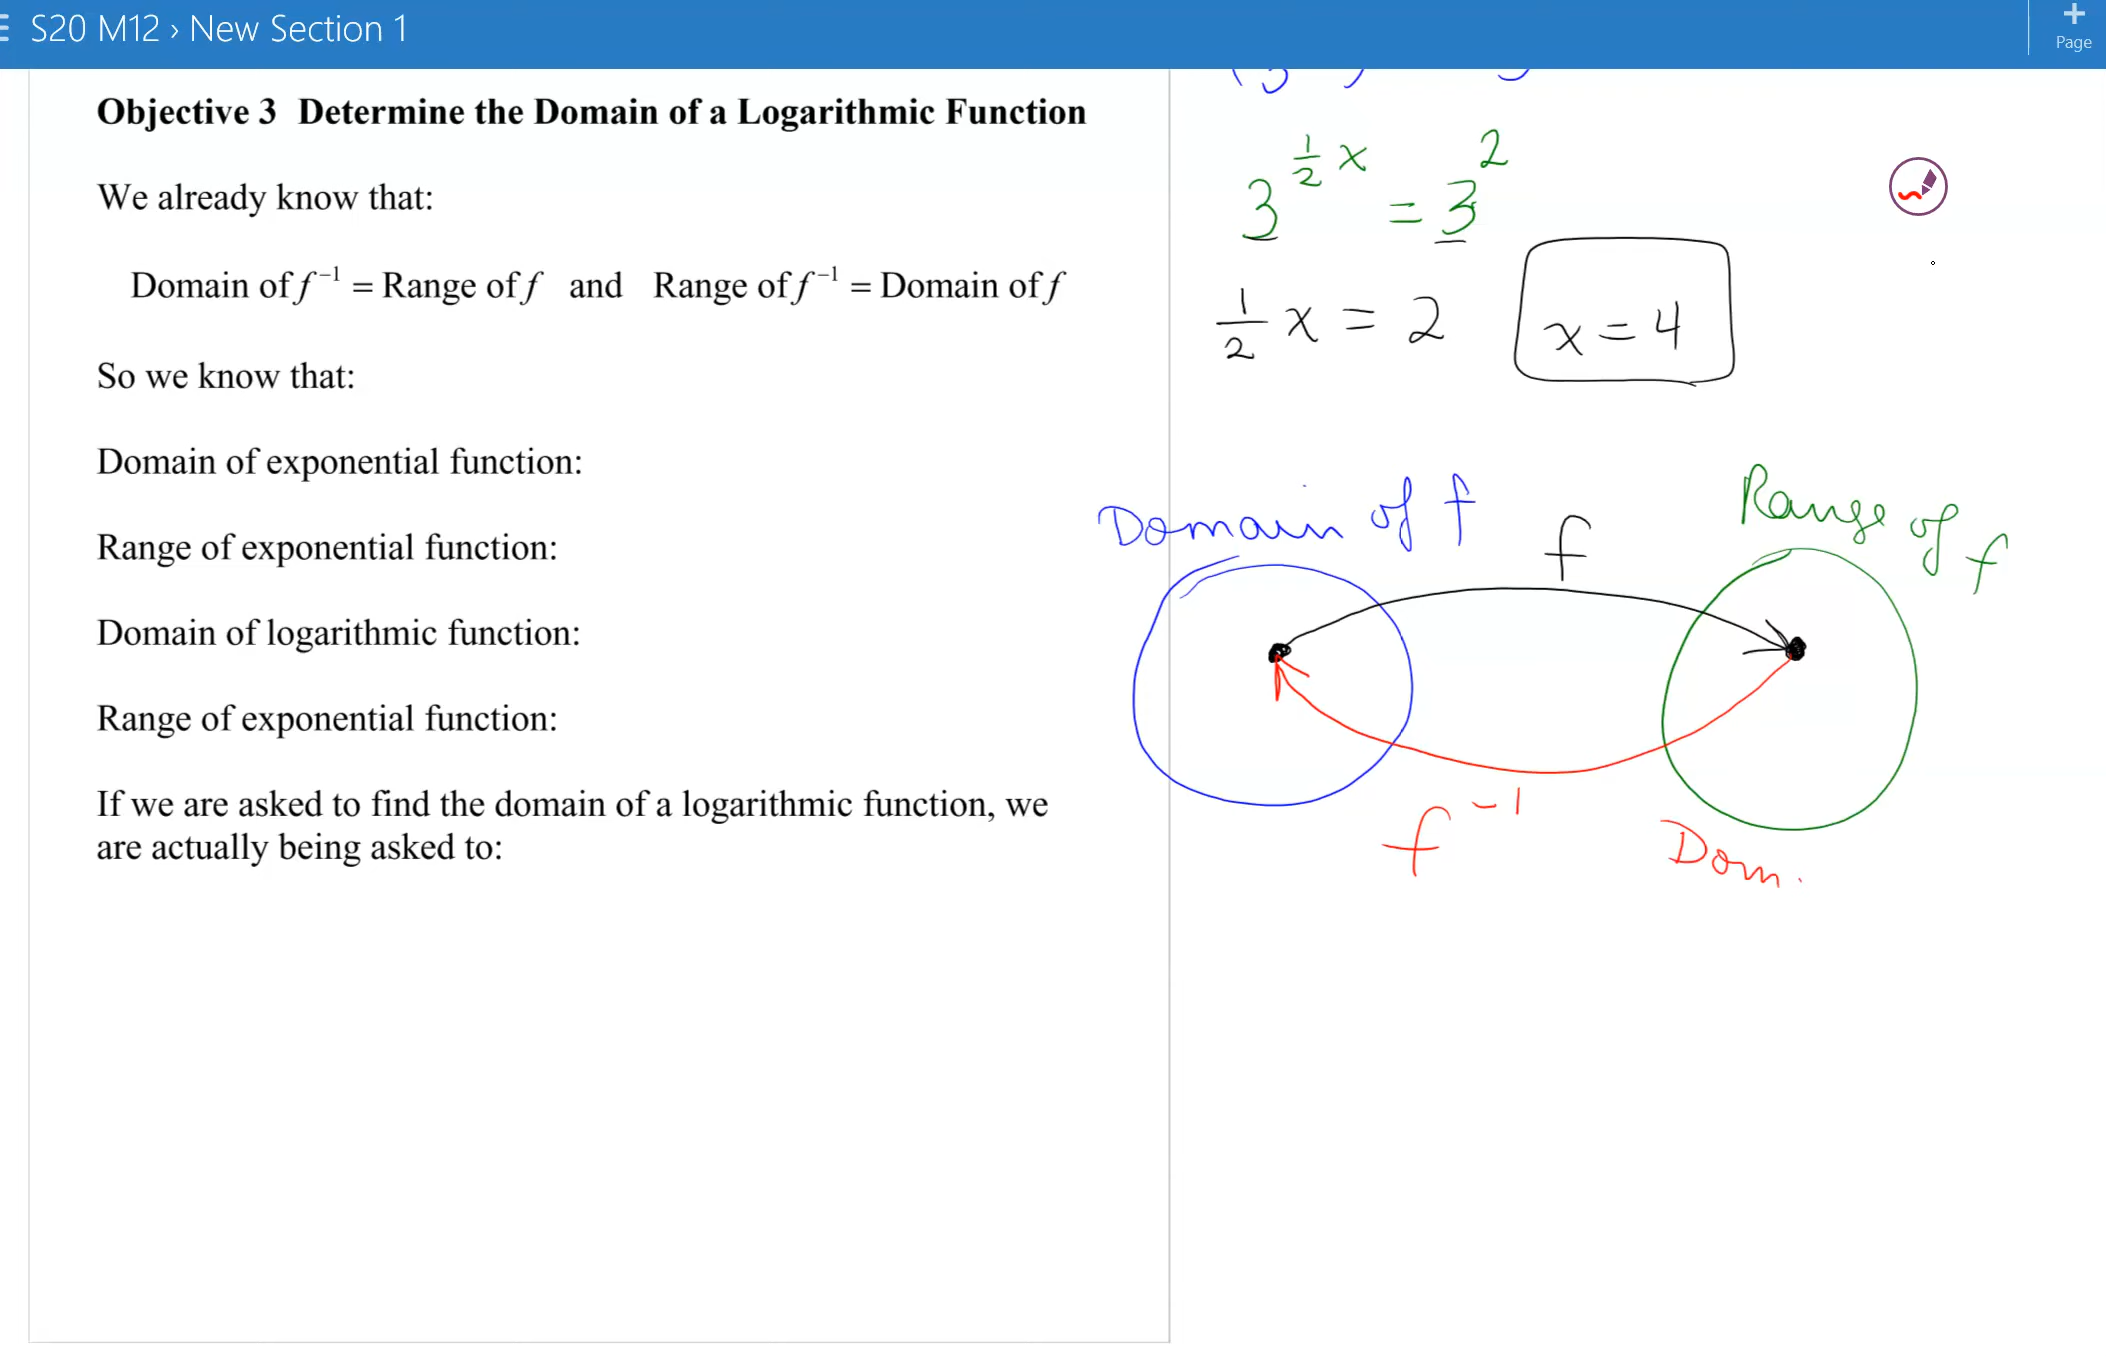 S20 M12 › New Section 1
+
Page
Objective 3 Determine the Domain of a Logarithmic Function
We already know that:
Domain of f⁻¹ = Range of f and Range of f⁻¹ = Domain of f
So we know that:
Domain of exponential function:
Range of exponential function:
Domain of logarithmic function:
Range of exponential function:
If we are asked to find the domain of a logarithmic function, we
are actually being asked to:
3^(1/2 x) = 3^2
1/2 x = 2
x = 4
Domain of f
f
Range of f
f⁻¹
Dom.